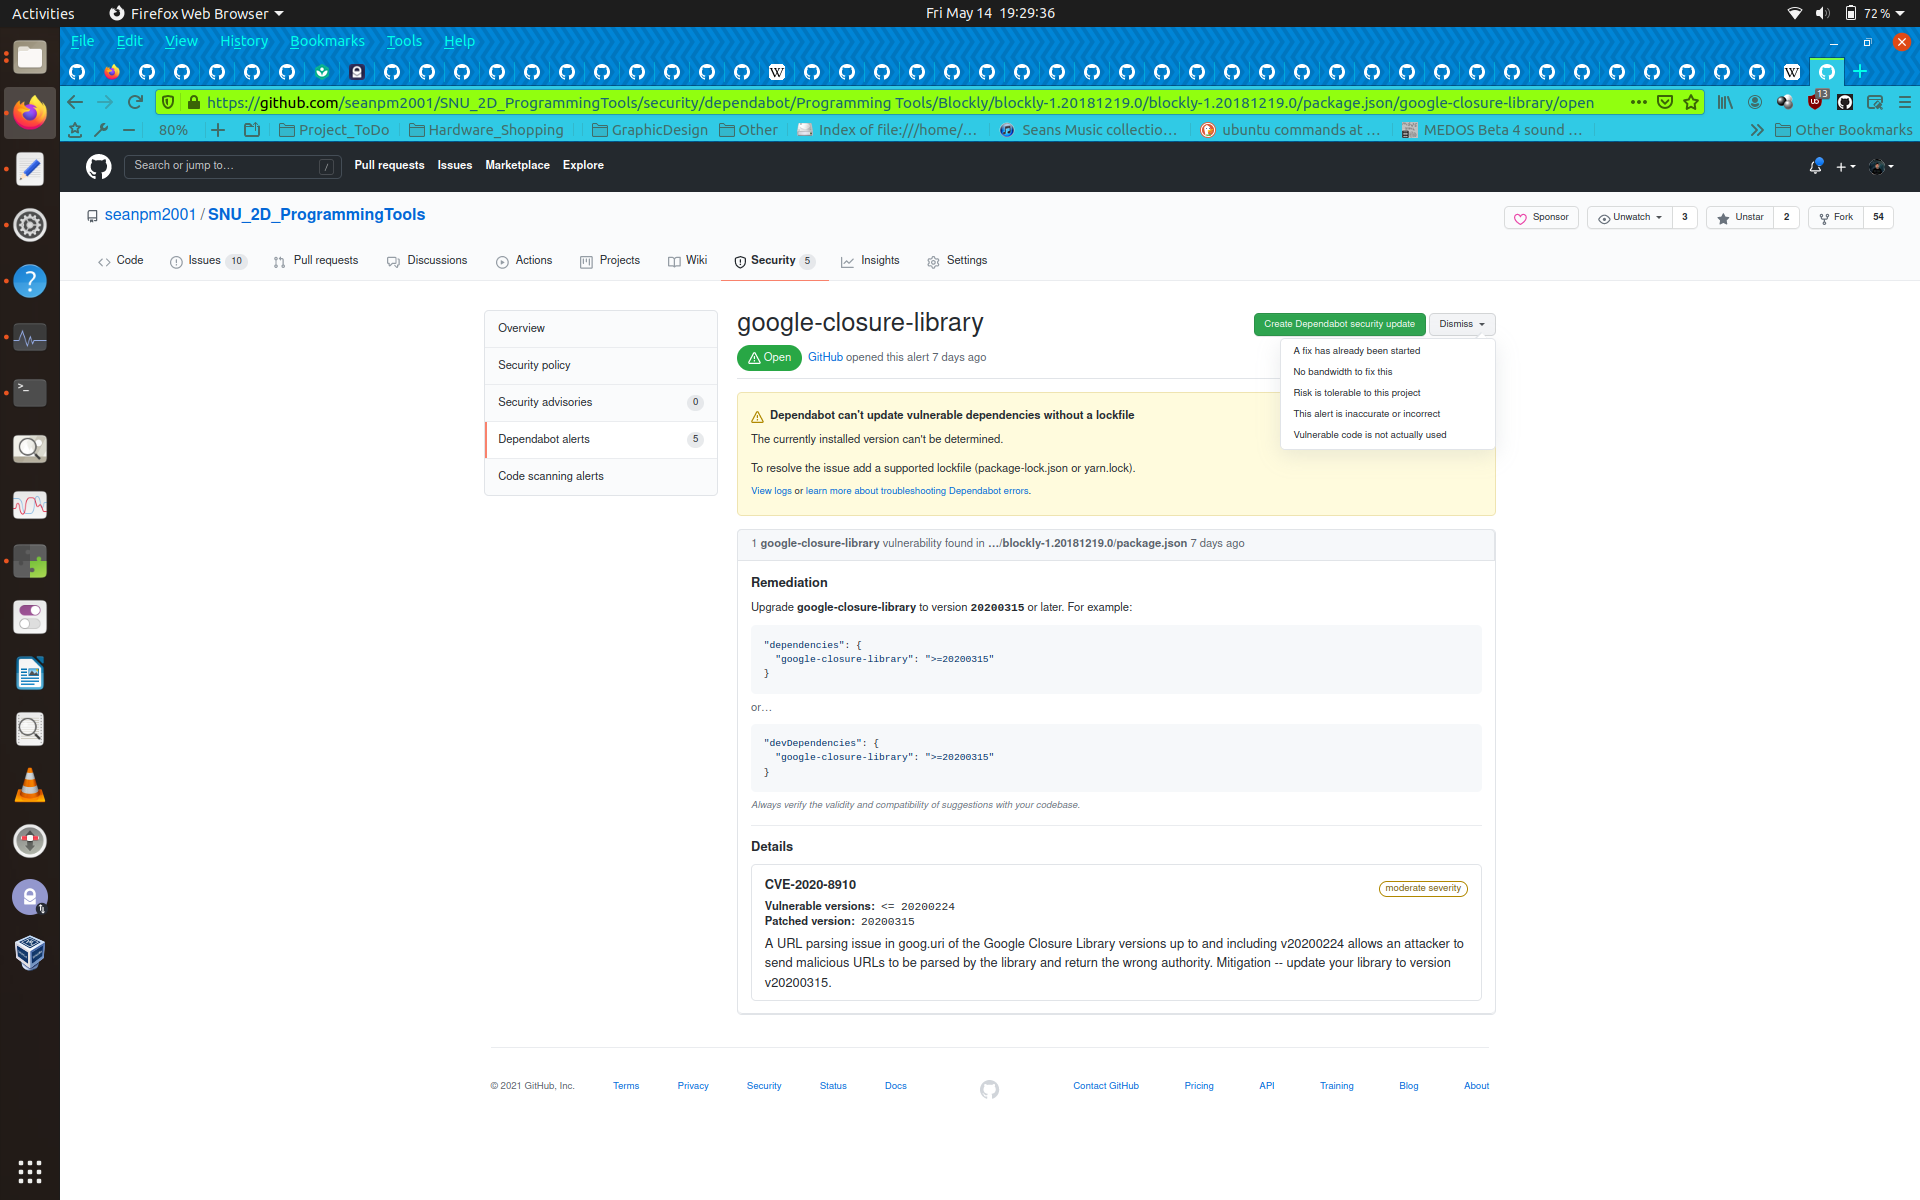 Activities
Firefox Web Browser
Fri May 14  19:29:36
72 %
File Edit View History Bookmarks Tools Help
W
W
https://github.com/seanpm2001/SNU_2D_ProgrammingTools/security/dependabot/Programming Tools/Blockly/blockly-1.20181219.0/blockly-1.20181219.0/package.json/google-closure-library/open
13
80%
Project_ToDo
Hardware_Shopping
GraphicDesign
Other
Index of file:///home/…
Seans Music collectio…
ubuntu commands at …
MEDOS Beta 4 sound …
Other Bookmarks
Search or jump to…
/
Pull requests
Issues
Marketplace
Explore
seanpm2001 / SNU_2D_ProgrammingTools
Sponsor
Unwatch 3
Unstar 2
Fork 54
Code
Issues 10
Pull requests
Discussions
Actions
Projects
Wiki
Security 5
Insights
Settings
Overview
Security policy
Security advisories 0
Dependabot alerts 5
Code scanning alerts
google-closure-library
Create Dependabot security update
Dismiss
Open
GitHub opened this alert 7 days ago
A fix has already been started
No bandwidth to fix this
Risk is tolerable to this project
This alert is inaccurate or incorrect
Vulnerable code is not actually used
Dependabot can't update vulnerable dependencies without a lockfile
The currently installed version can't be determined.
To resolve the issue add a supported lockfile (package-lock.json or yarn.lock).
View logs or learn more about troubleshooting Dependabot errors.
1 google-closure-library vulnerability found in …/blockly-1.20181219.0/package.json 7 days ago
Remediation
Upgrade google-closure-library to version 20200315 or later. For example:
"dependencies": {
"google-closure-library": ">=20200315"
}
or…
"devDependencies": {
"google-closure-library": ">=20200315"
}
Always verify the validity and compatibility of suggestions with your codebase.
Details
CVE-2020-8910
moderate severity
Vulnerable versions: <= 20200224
Patched version: 20200315
A URL parsing issue in goog.uri of the Google Closure Library versions up to and including v20200224 allows an attacker to
send malicious URLs to be parsed by the library and return the wrong authority. Mitigation -- update your library to version
v20200315.
© 2021 GitHub, Inc.
Terms
Privacy
Security
Status
Docs
Contact GitHub
Pricing
API
Training
Blog
About